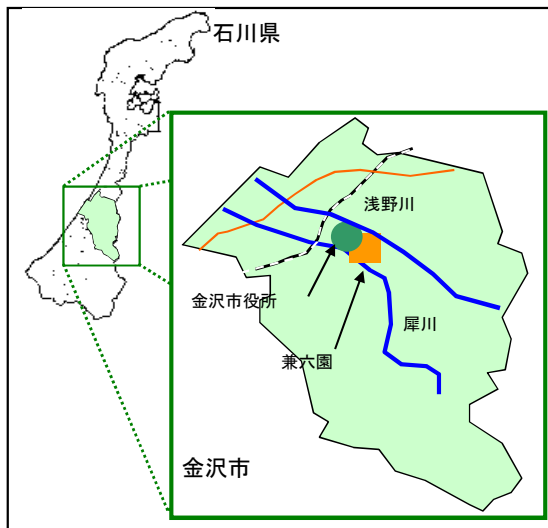 石川県
浅野川
金沢市役所
犀川
兼六園
金沢市